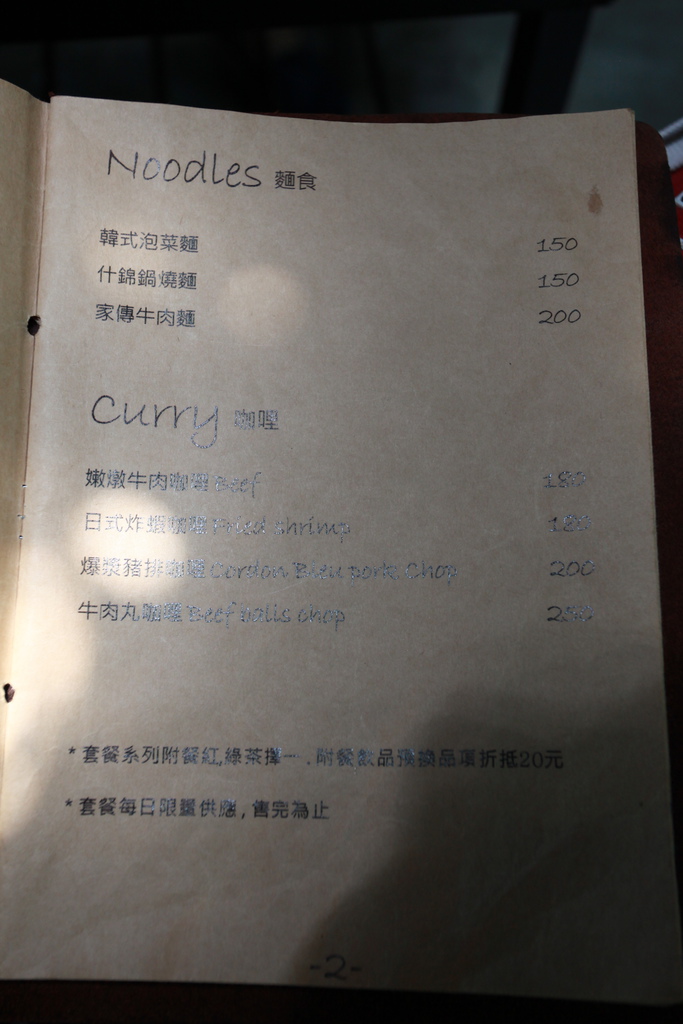 Noodles 麵食
韓式泡菜麵 150
什錦鍋燒麵 150
家傳牛肉麵 200
Curry 咖哩
嫩燉牛肉咖哩 Beef 180
日式炸蝦咖哩 Fried shrimp 180
爆漿豬排咖哩 Cordon Bleu pork Chop 200
牛肉丸咖哩 Beef balls chop
*套餐系列附餐紅,綠茶擇一.附餐飲品預換品項折抵20元
*套餐每日限量供應,售完為止
-2-